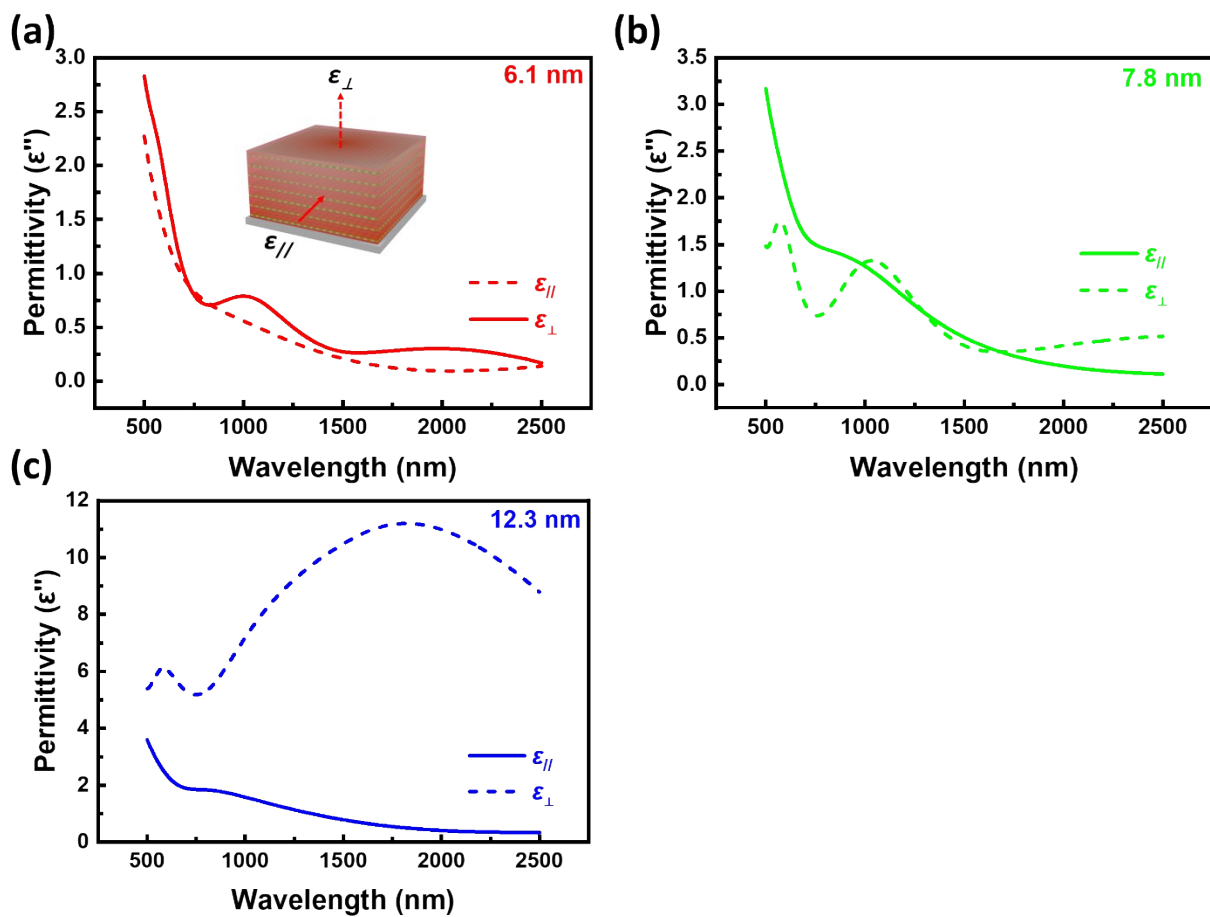 (a)
6.1 nm
3.0
2.5
2.0
1.5
1.0
0.5
0.0
Permittivity (ε")
ε⊥
ε//
ε//
ε⊥
500 1000 1500 2000 2500
Wavelength (nm)
(b)
7.8 nm
3.5
3.0
2.5
2.0
1.5
1.0
0.5
0.0
Permittivity (ε")
ε//
ε⊥
500 1000 1500 2000 2500
Wavelength (nm)
(c)
12.3 nm
12
10
8
6
4
2
0
Permittivity (ε")
ε//
ε⊥
500 1000 1500 2000 2500
Wavelength (nm)